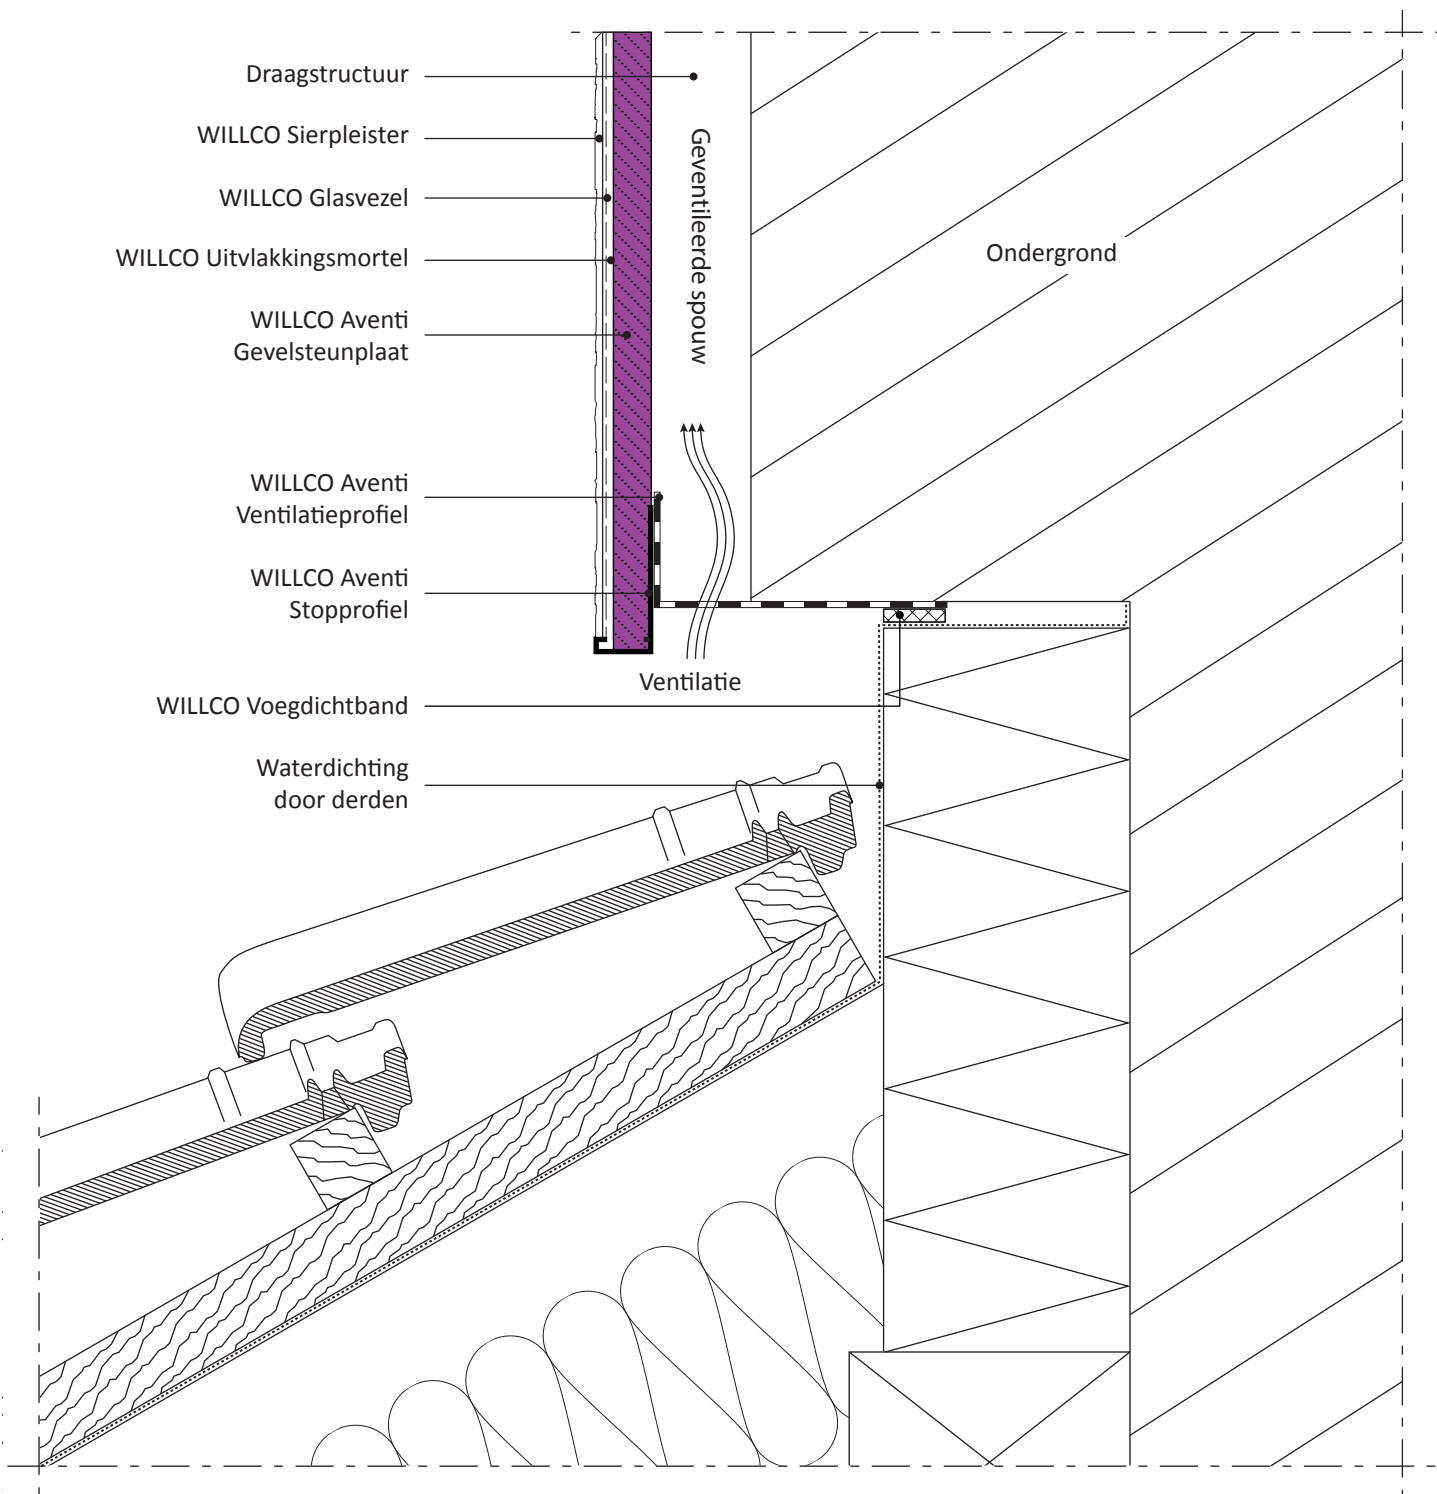 Draagstructuur
WILLCO Sierpleister
WILLCO Glasvezel
WILLCO Uitvlakkingsmortel
WILLCO Aventi
Gevelsteunplaat
WILLCO Aventi
Ventilatieprofiel
WILLCO Aventi
Stopprofiel
WILLCO Voegdichtband
Waterdichting
door derden
Geventileerde spouw
Ventilatie
Ondergrond